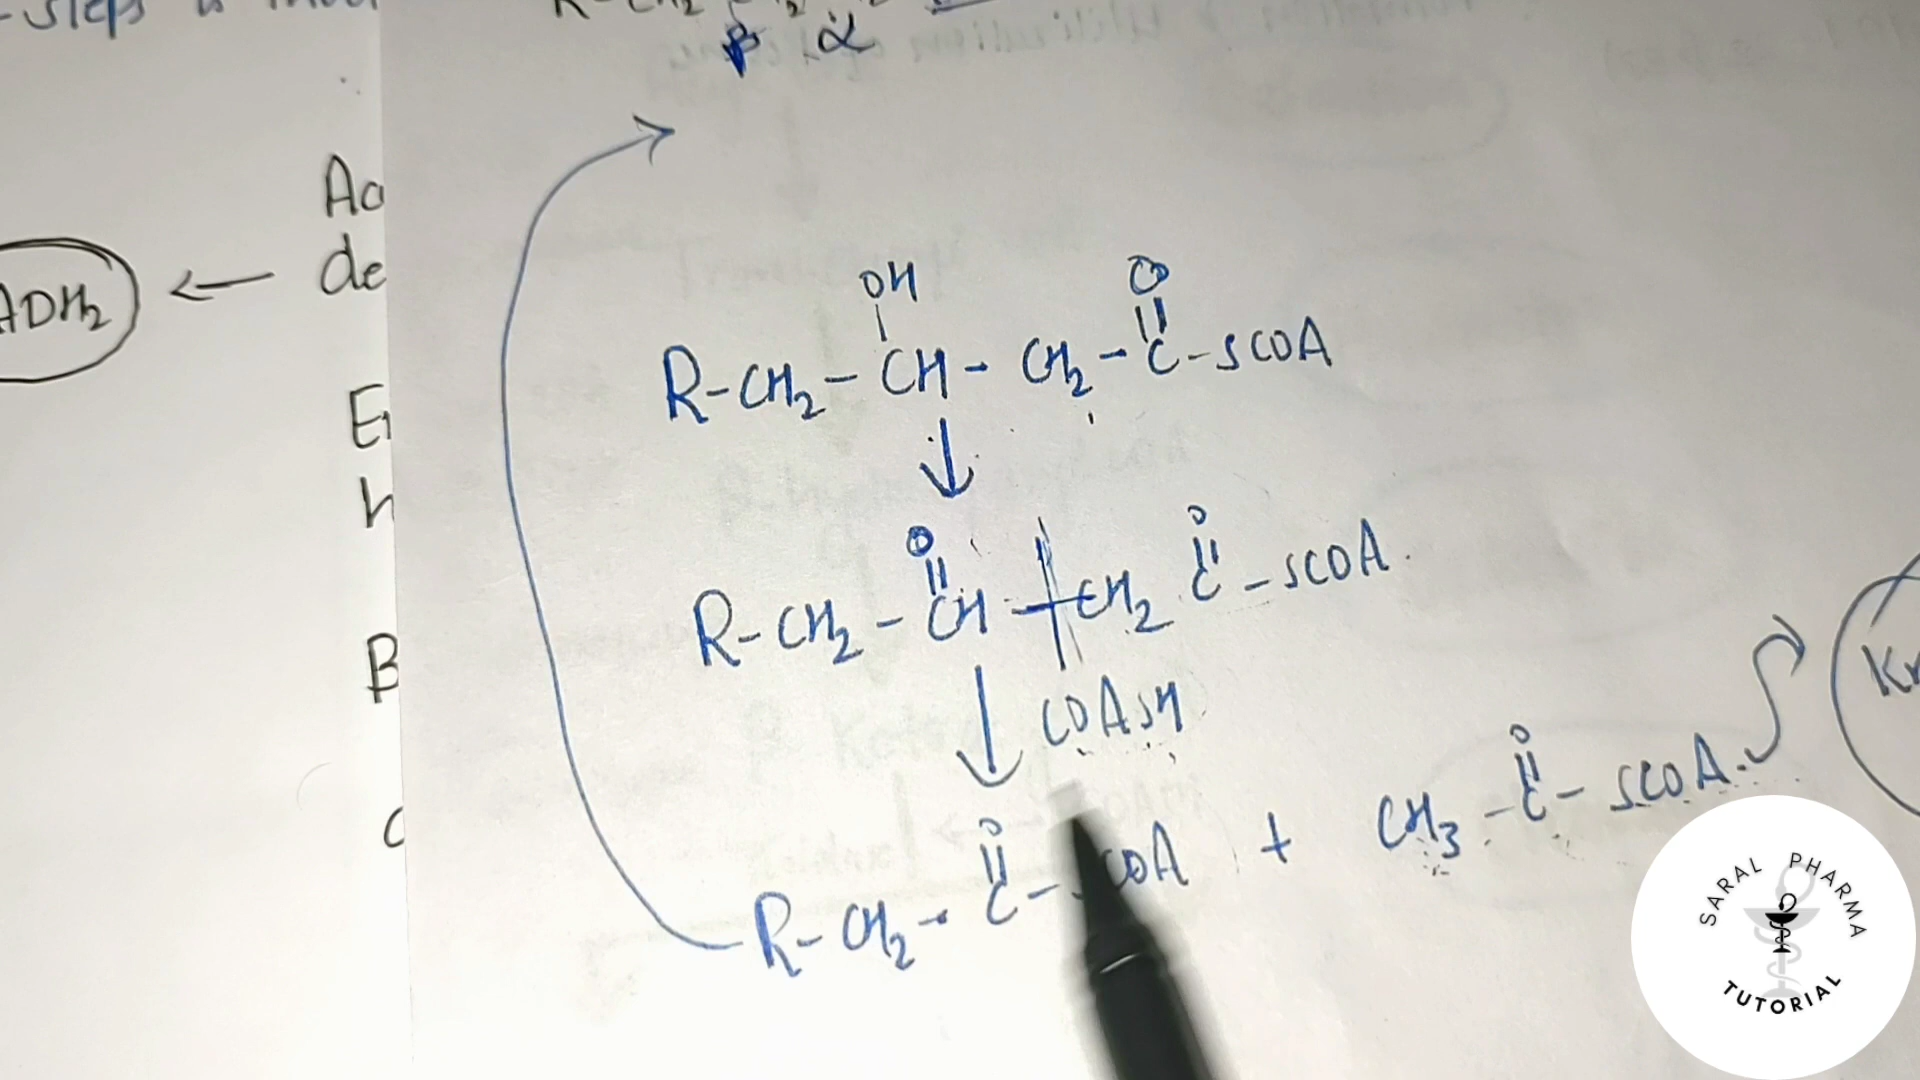 β α
Ac
de
ADH2 ←
OH O
R-CH2 - CH - CH2 - C - SCOA
O O
R-CH2 - CH - CH2 C - SCOA.
B
COASH
Kr
O O
R- CH2 - C - SCOA + CH3 - C - SCOA.
SARAL PHARMA
TUTORIAL